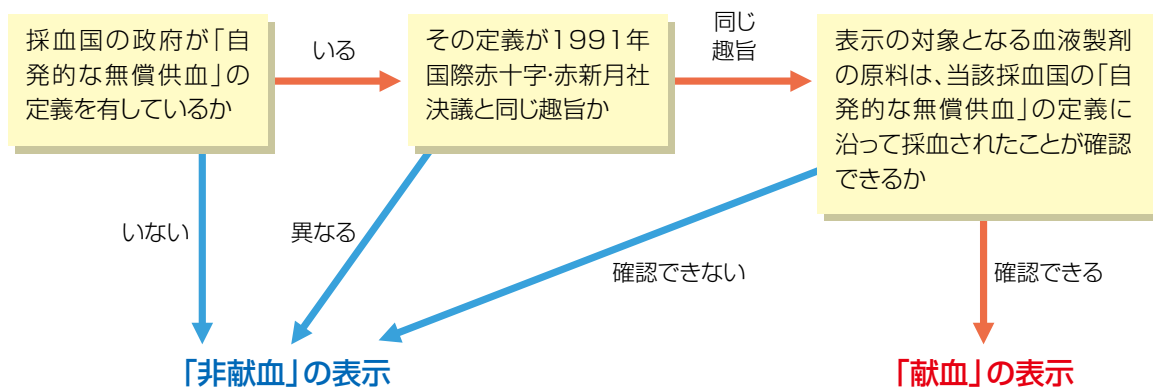 採血国の政府が「自
発的な無償供血」の
定義を有しているか
いる
その定義が1991年
国際赤十字・赤新月社
決議と同じ趣旨か
同じ
趣旨
表示の対象となる血液製剤
の原料は、当該採血国の「自
発的な無償供血」の定義に
沿って採血されたことが確認
できるか
いない
異なる
確認できない
確認できる
「非献血」の表示
「献血」の表示